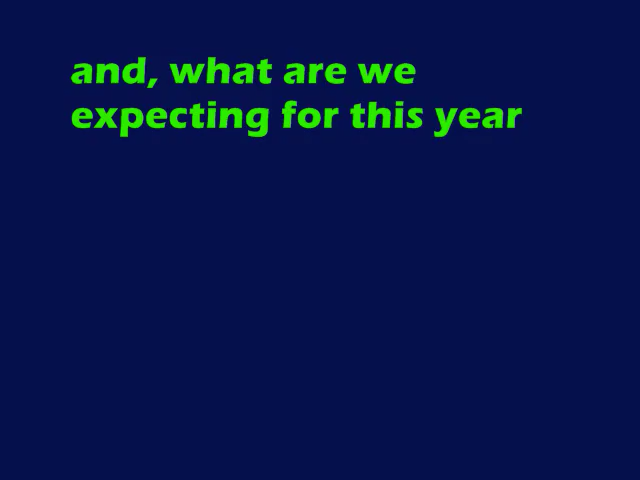 and, what are we
expecting for this year